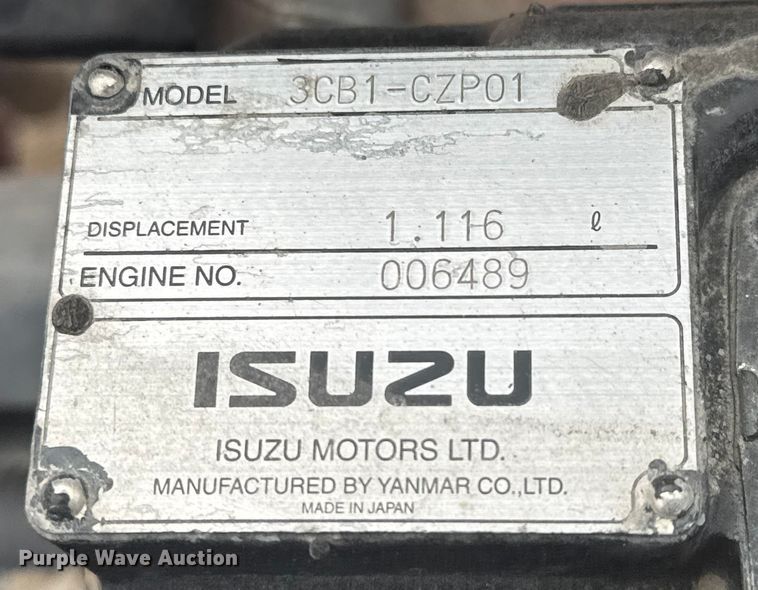 MODEL 3CB1-CZP01
DISPLACEMENT 1.116 ℓ
ENGINE NO. 006489
ISUZU
ISUZU MOTORS LTD.
MANUFACTURED BY YANMAR CO.,LTD.
MADE IN JAPAN
Purple Wave Auction